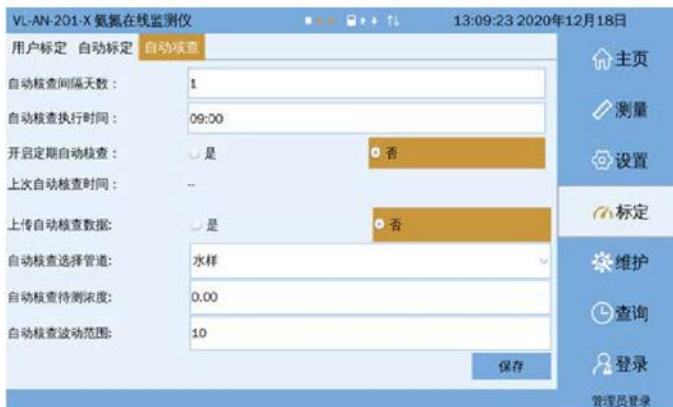 VL-AN-201-X 氨氮在线监测仪 13:09:23 2020年12月18日
用户标定 自动标定 自动核查
自动核查间隔天数： 1
自动核查执行时间： 09:00
开启定期自动核查： 是 否
上次自动核查时间： --
上传自动核查数据: 是 否
自动核查选择管道: 水样
自动核查待测浓度: 0.00
自动核查波动范围: 10
保存
主页
测量
设置
标定
维护
查询
登录
管理员登录